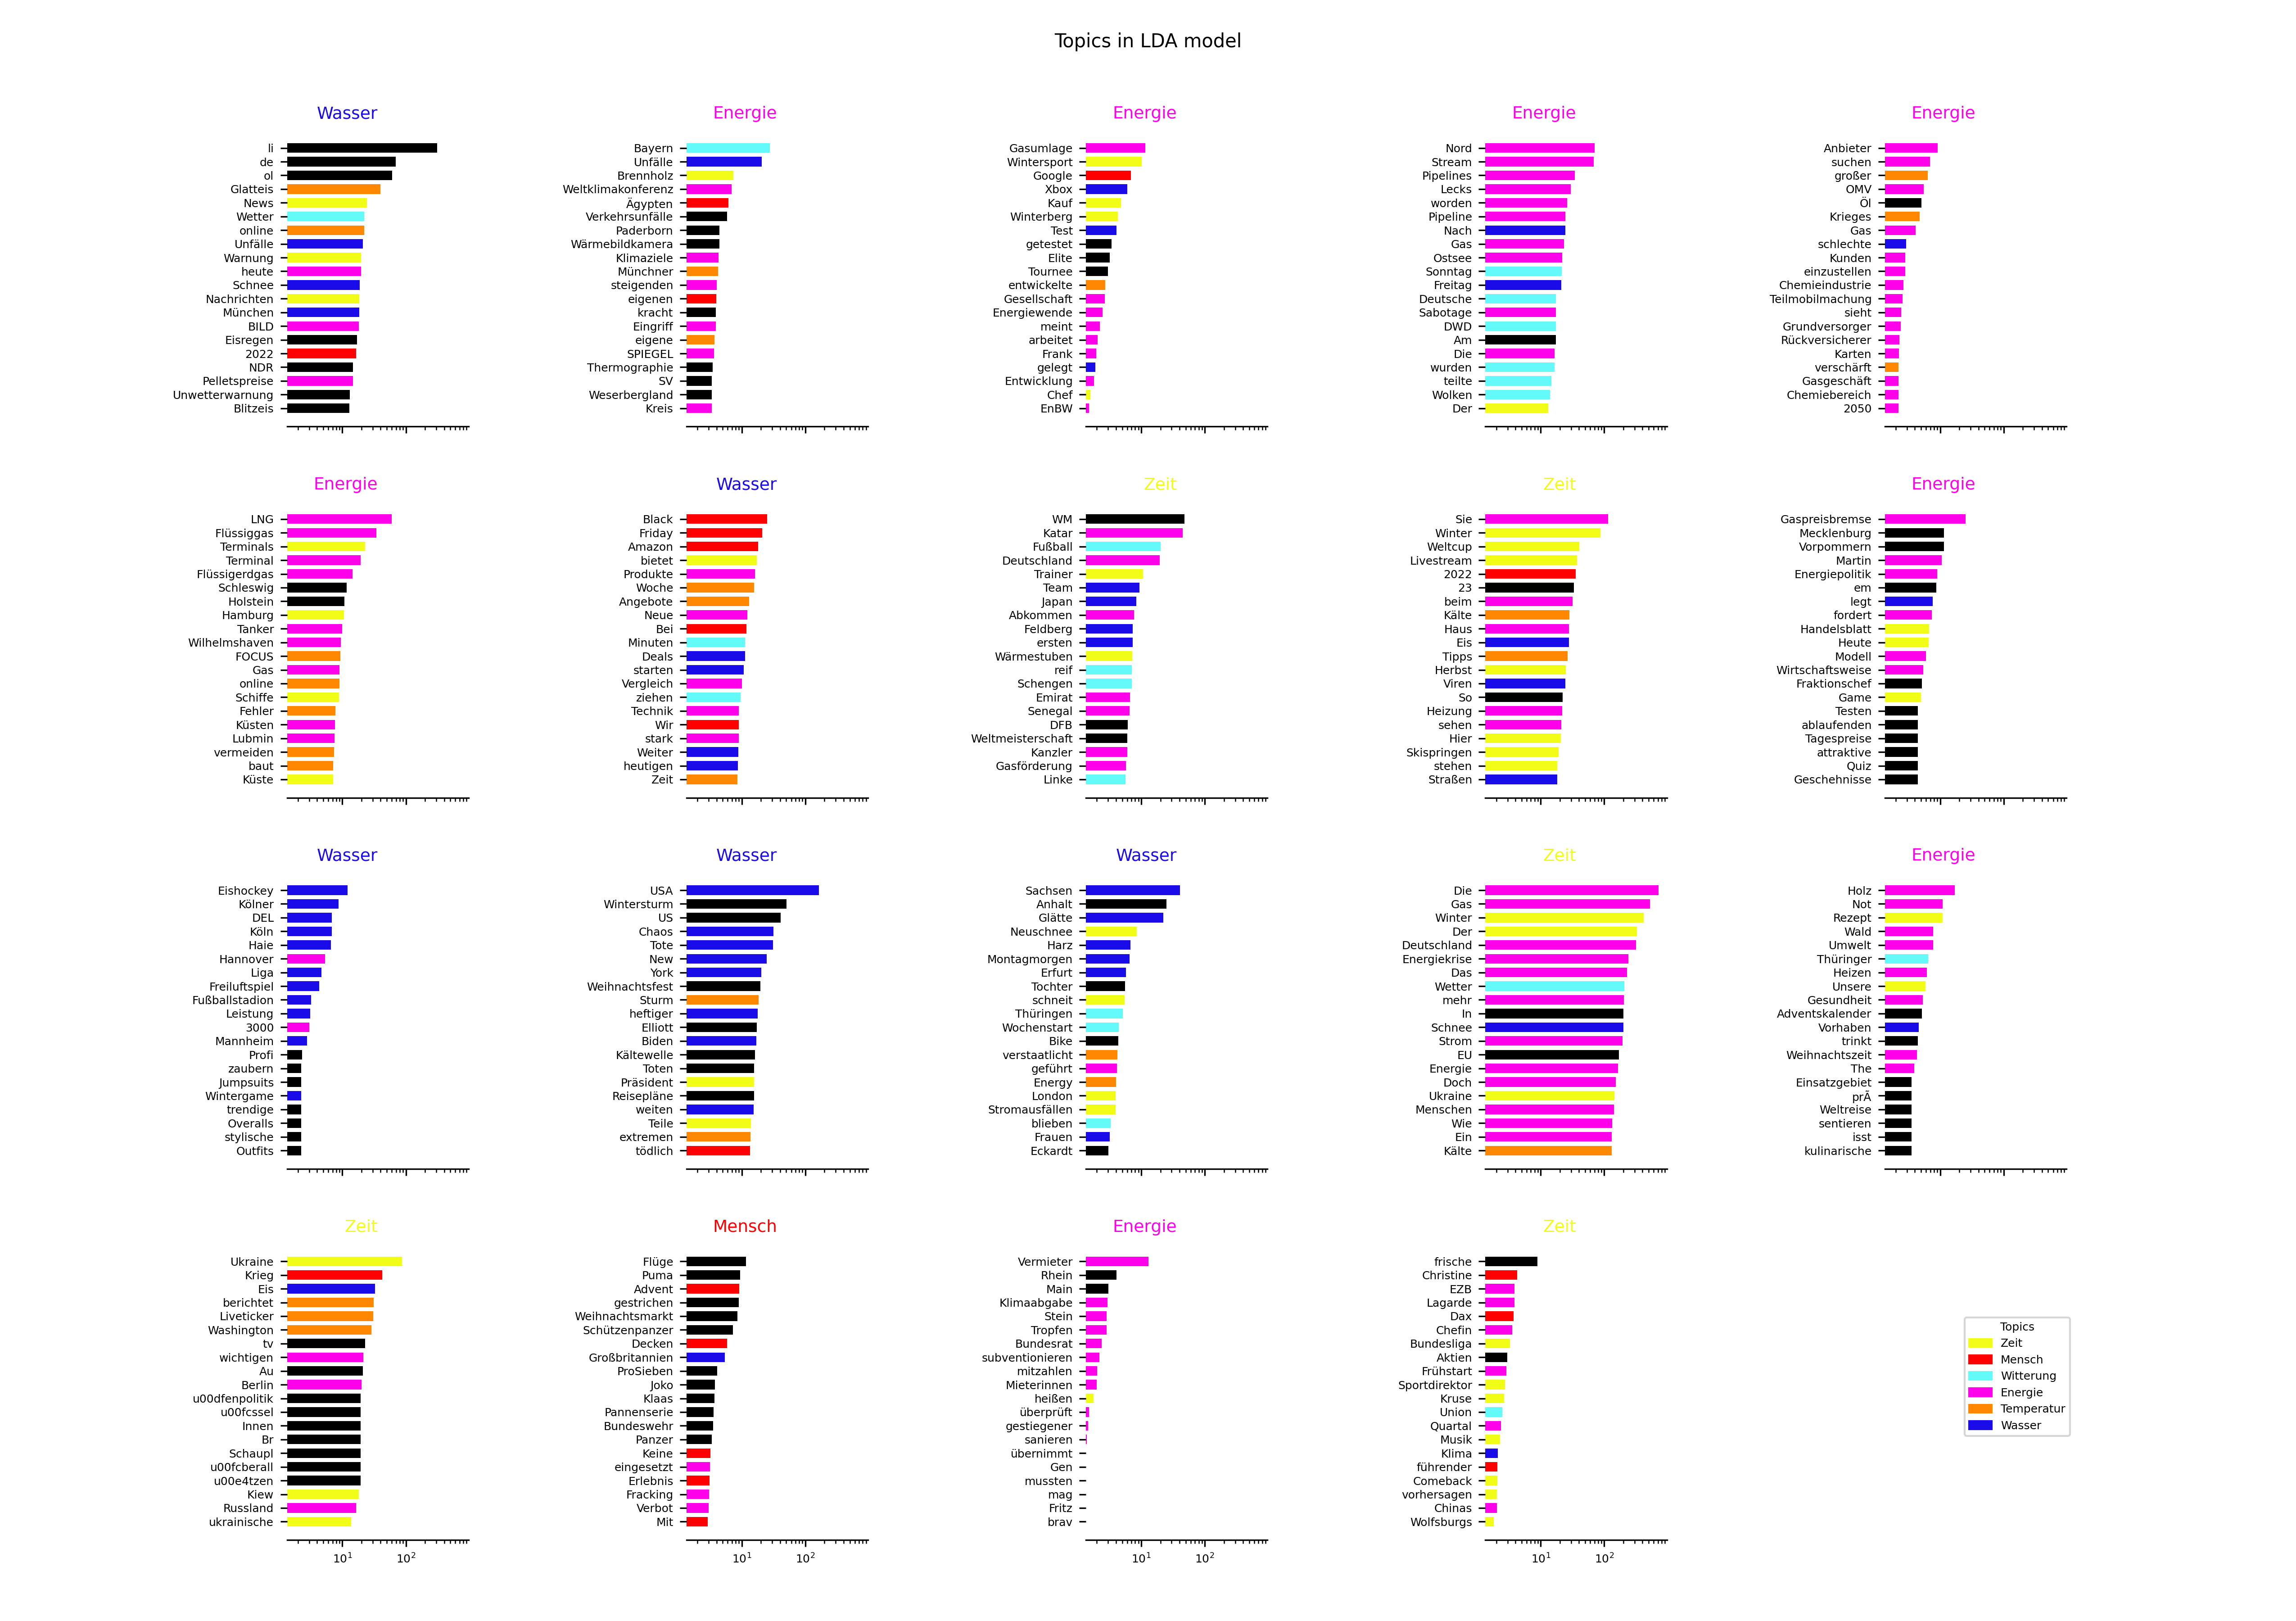 Topics in LDA model
Wasser
li
de
ol
Glatteis
News
Wetter
online
Unfälle
Warnung
heute
Schnee
Nachrichten
München
BILD
Eisregen
2022
NDR
Pelletspreise
Unwetterwarnung
Blitzeis
Energie
Bayern
Unfälle
Brennholz
Weltklimakonferenz
Ägypten
Verkehrsunfälle
Paderborn
Wärmebildkamera
Klimaziele
Münchner
steigenden
eigenen
kracht
Eingriff
eigene
SPIEGEL
Thermographie
SV
Weserbergland
Kreis
Energie
Gasumlage
Wintersport
Google
Xbox
Kauf
Winterberg
Test
getestet
Elite
Tournee
entwickelte
Gesellschaft
Energiewende
meint
arbeitet
Frank
gelegt
Entwicklung
Chef
EnBW
Energie
Nord
Stream
Pipelines
Lecks
worden
Pipeline
Nach
Gas
Ostsee
Sonntag
Freitag
Deutsche
Sabotage
DWD
Am
Die
wurden
teilte
Wolken
Der
Energie
Anbieter
suchen
großer
OMV
Öl
Krieges
Gas
schlechte
Kunden
einzustellen
Chemieindustrie
Teilmobilmachung
sieht
Grundversorger
Rückversicherer
Karten
verschärft
Gasgeschäft
Chemiebereich
2050
Energie
LNG
Flüssiggas
Terminals
Terminal
Flüssigerdgas
Schleswig
Holstein
Hamburg
Tanker
Wilhelmshaven
FOCUS
Gas
online
Schiffe
Fehler
Küsten
Lubmin
vermeiden
baut
Küste
Wasser
Black
Friday
Amazon
bietet
Produkte
Woche
Angebote
Neue
Bei
Minuten
Deals
starten
Vergleich
ziehen
Technik
Wir
stark
Weiter
heutigen
Zeit
Zeit
WM
Katar
Fußball
Deutschland
Trainer
Team
Japan
Abkommen
Feldberg
ersten
Wärmestuben
reif
Schengen
Emirat
Senegal
DFB
Weltmeisterschaft
Kanzler
Gasförderung
Linke
Zeit
Sie
Winter
Weltcup
Livestream
2022
23
beim
Kälte
Haus
Eis
Tipps
Herbst
Viren
So
Heizung
sehen
Hier
Skispringen
stehen
Straßen
Energie
Gaspreisbremse
Mecklenburg
Vorpommern
Martin
Energiepolitik
em
legt
fordert
Handelsblatt
Heute
Modell
Wirtschaftsweise
Fraktionschef
Game
Testen
ablaufenden
Tagespreise
attraktive
Quiz
Geschehnisse
Wasser
Eishockey
Kölner
DEL
Köln
Haie
Hannover
Liga
Freiluftspiel
Fußballstadion
Leistung
3000
Mannheim
Profi
zaubern
Jumpsuits
Wintergame
trendige
Overalls
stylische
Outfits
Wasser
USA
Wintersturm
US
Chaos
Tote
New
York
Weihnachtsfest
Sturm
heftiger
Elliott
Biden
Kältewelle
Toten
Präsident
Reisepläne
weiten
Teile
extremen
tödlich
Wasser
Sachsen
Anhalt
Glätte
Neuschnee
Harz
Montagmorgen
Erfurt
Tochter
schneit
Thüringen
Wochenstart
Bike
verstaatlicht
geführt
Energy
London
Stromausfällen
blieben
Frauen
Eckardt
Zeit
Die
Gas
Winter
Der
Deutschland
Energiekrise
Das
Wetter
mehr
In
Schnee
Strom
EU
Energie
Doch
Ukraine
Menschen
Wie
Ein
Kälte
Energie
Holz
Not
Rezept
Wald
Umwelt
Thüringer
Heizen
Unsere
Gesundheit
Adventskalender
Vorhaben
trinkt
Weihnachtszeit
The
Einsatzgebiet
prÃ
Weltreise
sentieren
isst
kulinarische
Zeit
Ukraine
Krieg
Eis
berichtet
Liveticker
Washington
tv
wichtigen
Au
Berlin
u00dfenpolitik
u00fcssel
Innen
Br
Schaupl
u00fcberall
u00e4tzen
Kiew
Russland
ukrainische
10¹ 10²
Mensch
Flüge
Puma
Advent
gestrichen
Weihnachtsmarkt
Schützenpanzer
Decken
Großbritannien
ProSieben
Joko
Klaas
Pannenserie
Bundeswehr
Panzer
Keine
eingesetzt
Erlebnis
Fracking
Verbot
Mit
10¹ 10²
Energie
Vermieter
Rhein
Main
Klimaabgabe
Stein
Tropfen
Bundesrat
subventionieren
mitzahlen
Mieterinnen
heißen
überprüft
gestiegener
sanieren
übernimmt
Gen
mussten
mag
Fritz
brav
10¹ 10²
Zeit
frische
Christine
EZB
Lagarde
Dax
Chefin
Bundesliga
Aktien
Frühstart
Sportdirektor
Kruse
Union
Quartal
Musik
Klima
führender
Comeback
vorhersagen
Chinas
Wolfsburgs
10¹ 10²
Topics
Zeit
Mensch
Witterung
Energie
Temperatur
Wasser